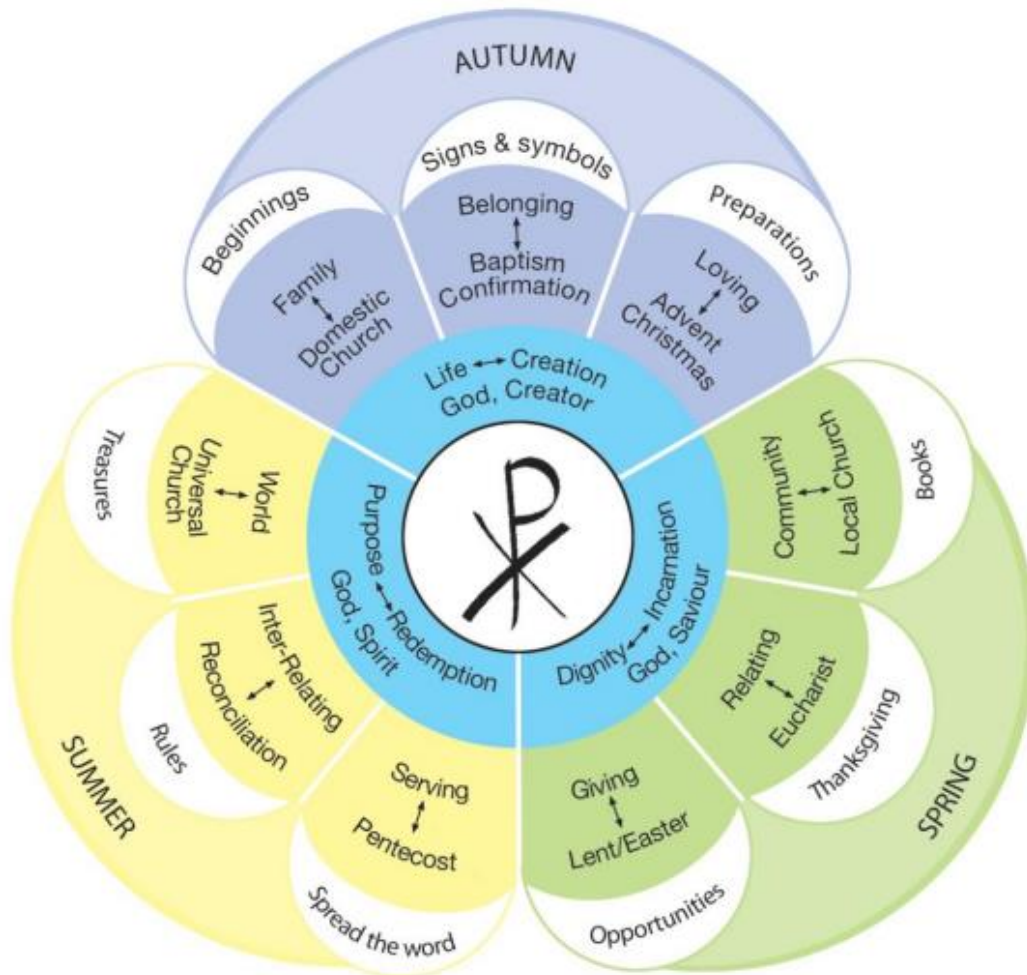 AUTUMN
Beginnings
Family
Domestic
Church
Signs & symbols
Belonging
Baptism
Confirmation
Preparations
Loving
Advent
Christmas
Life Creation
God, Creator
SPRING
Books
Community
Local Church
Thanksgiving
Relating
Eucharist
Opportunities
Giving
Lent/Easter
Dignity Incarnation
God, Saviour
SUMMER
Spread the word
Serving
Pentecost
Rules
Inter-Relating
Reconciliation
Treasures
World
Universal
Church
Purpose Redemption
God, Spirit